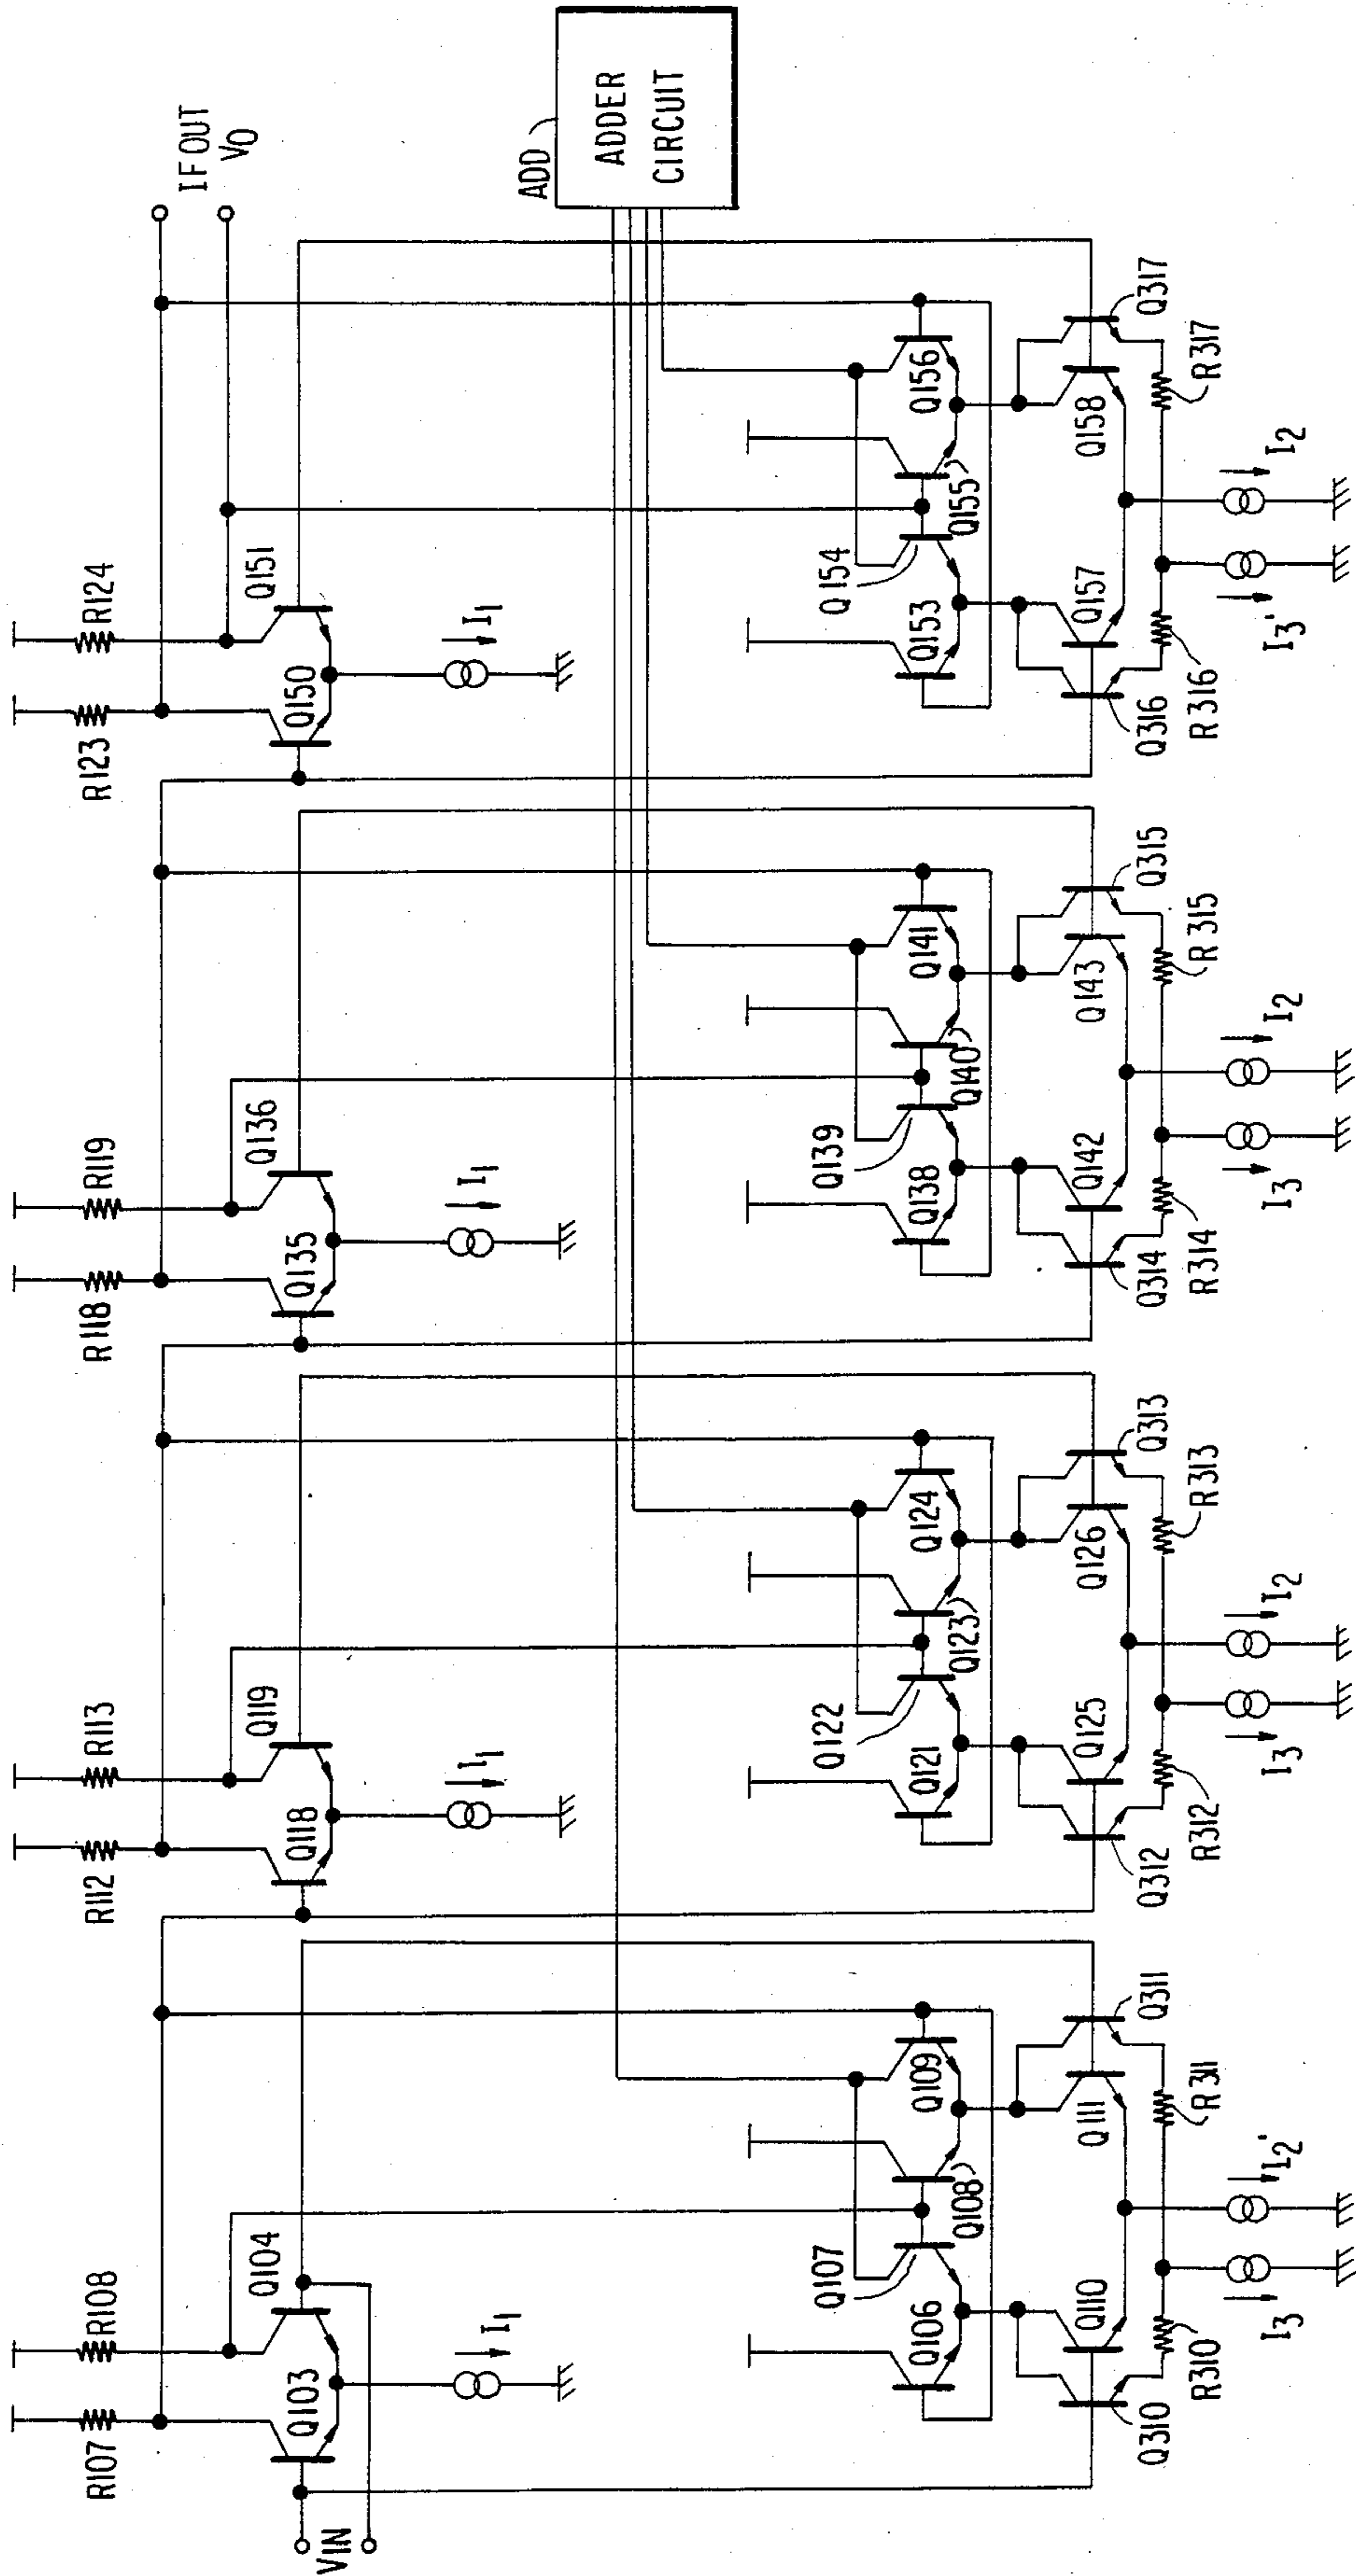 R107
R108
Q103
Q104
I1
VIN
R112
R113
Q118
Q119
I1
R118
R119
Q135
Q136
I1
R123
R124
Q150
Q151
I1
IF OUT
VO
ADD
ADDER
CIRCUIT
Q106
Q107
Q108
Q109
Q110
Q111
Q310
Q311
R310
R311
I3
I2'
Q121
Q122
Q123
Q124
Q125
Q126
Q312
Q313
R312
R313
I3
I2
Q138
Q139
Q140
Q141
Q142
Q143
Q314
Q315
R314
R315
I3
I2
Q153
Q154
Q155
Q156
Q157
Q158
Q316
Q317
R316
R317
I3'
I2